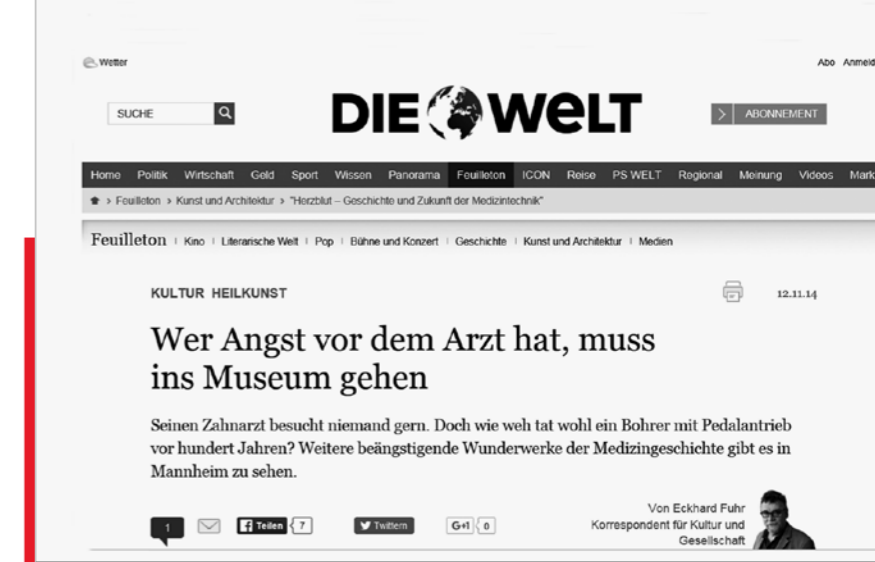 Wetter
Abo Anmeld
SUCHE
DIE WELT
ABONNEMENT
Home Politik Wirtschaft Geld Sport Wissen Panorama Feuilleton ICON Reise PS WELT Regional Meinung Videos Mark
> Feuilleton > Kunst und Architektur > "Herzblut – Geschichte und Zukunft der Medizintechnik"
Feuilleton | Kino | Literarische Welt | Pop | Bühne und Konzert | Geschichte | Kunst und Architektur | Medien
KULTUR HEILKUNST
12.11.14
Wer Angst vor dem Arzt hat, muss
ins Museum gehen
Seinen Zahnarzt besucht niemand gern. Doch wie weh tat wohl ein Bohrer mit Pedalantrieb
vor hundert Jahren? Weitere beängstigende Wunderwerke der Medizingeschichte gibt es in
Mannheim zu sehen.
1 Teilen 7 Twittern G+1 0
Von Eckhard Fuhr
Korrespondent für Kultur und
Gesellschaft